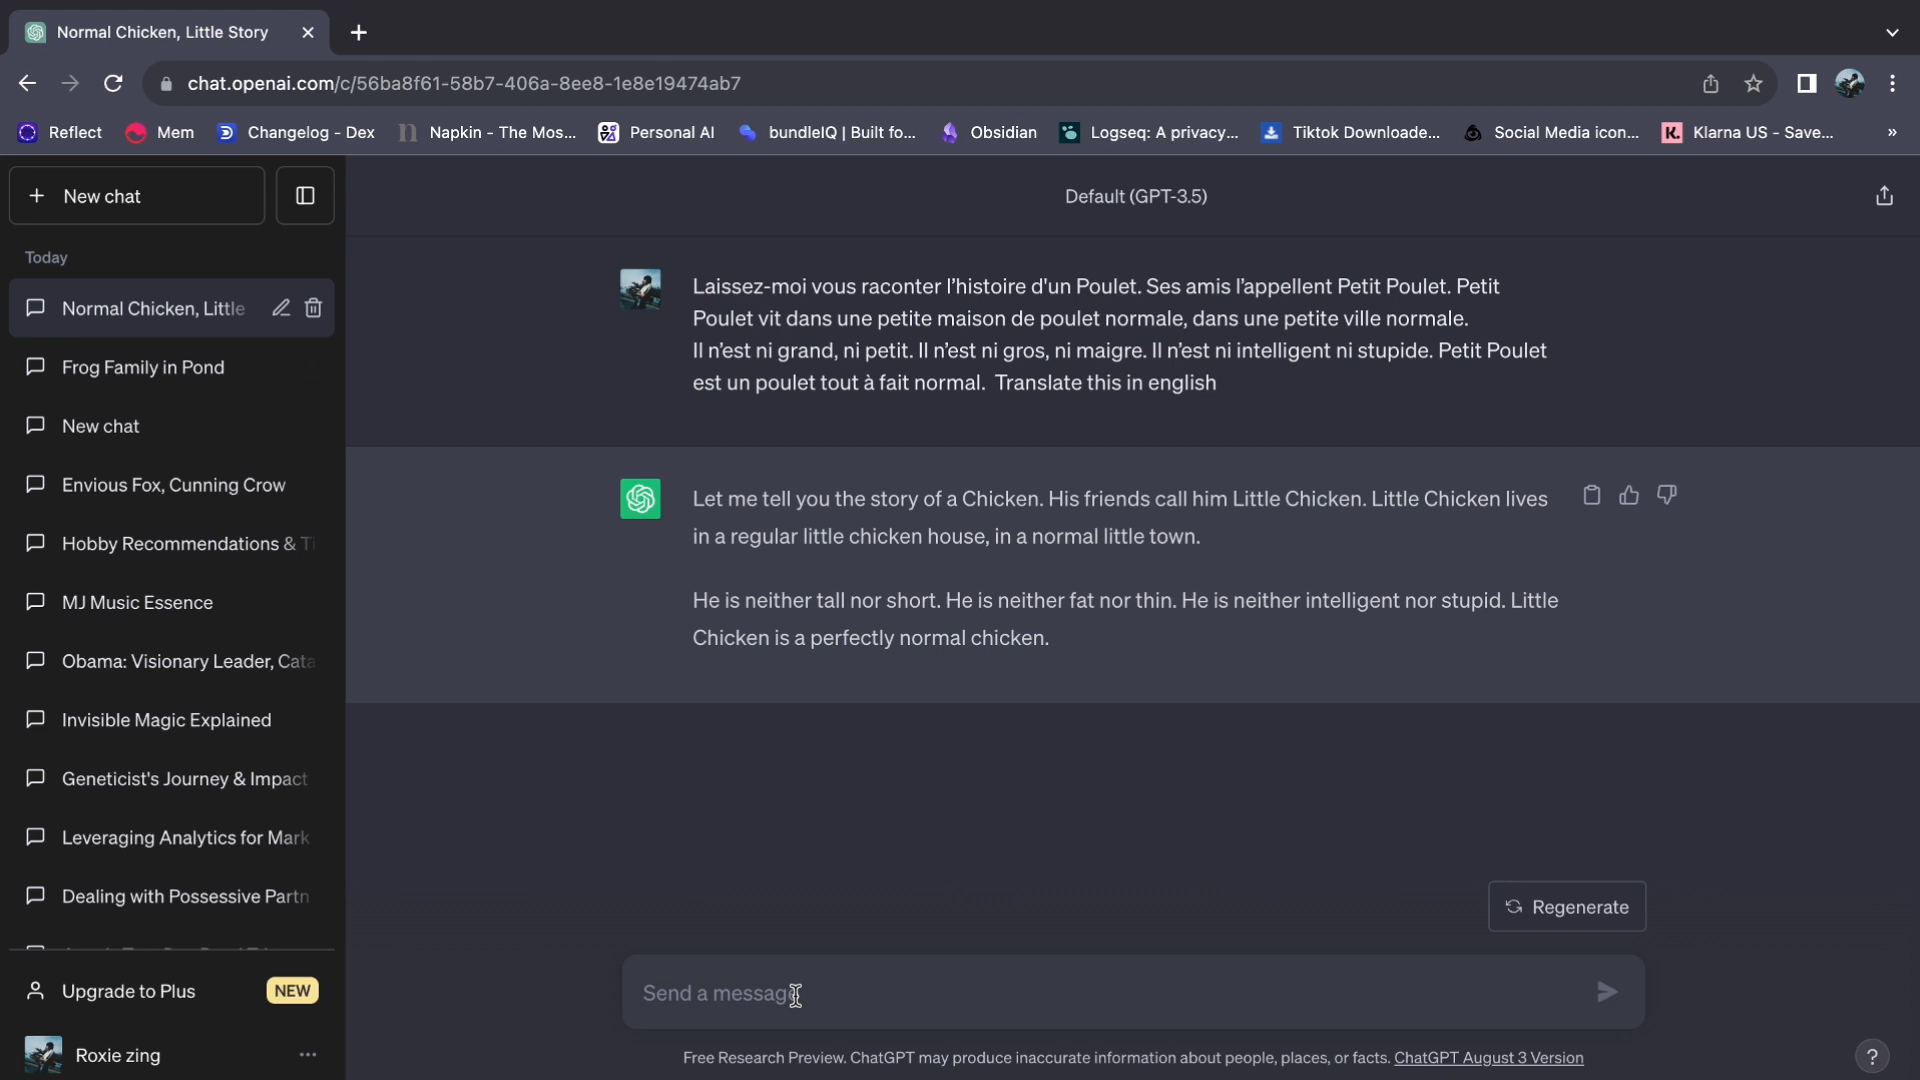 Normal Chicken, Little Story
chat.openai.com/c/56ba8f61-58b7-406a-8ee8-1e8e19474ab7
Reflect Mem Changelog - Dex Napkin - The Mos... Personal AI bundleIQ | Built fo... Obsidian Logseq: A privacy... Tiktok Downloade... Social Media icon... Klarna US - Save... »
New chat
Default (GPT-3.5)
Today
Normal Chicken, Little
Frog Family in Pond
New chat
Envious Fox, Cunning Crow
Hobby Recommendations & Ti
MJ Music Essence
Obama: Visionary Leader, Cata
Invisible Magic Explained
Geneticist's Journey & Impact
Leveraging Analytics for Mark
Dealing with Possessive Partn
Upgrade to Plus NEW
Roxie zing
Laissez-moi vous raconter l’histoire d'un Poulet. Ses amis l’appellent Petit Poulet. Petit
Poulet vit dans une petite maison de poulet normale, dans une petite ville normale.
Il n’est ni grand, ni petit. Il n’est ni gros, ni maigre. Il n’est ni intelligent ni stupide. Petit Poulet
est un poulet tout à fait normal. Translate this in english
Let me tell you the story of a Chicken. His friends call him Little Chicken. Little Chicken lives
in a regular little chicken house, in a normal little town.
He is neither tall nor short. He is neither fat nor thin. He is neither intelligent nor stupid. Little
Chicken is a perfectly normal chicken.
Regenerate
Send a message
Free Research Preview. ChatGPT may produce inaccurate information about people, places, or facts. ChatGPT August 3 Version
?